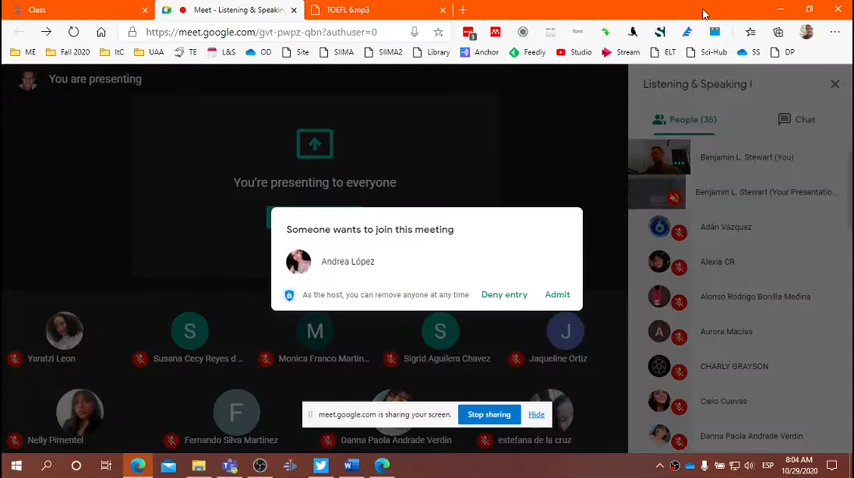 Class
Meet - Listening & Speaking
TOEFL 6.mp3
https://meet.google.com/gvt-pwpz-qbn?authuser=0
ME
Fall 2020
ItC
UAA
TE
L&S
OD
Site
SIIMA
SIIMA2
Library
Anchor
Feedly
Studio
Stream
ELT
Sci-Hub
SS
DP
You are presenting
Listening & Speaking I
People (35)
Chat
You're presenting to everyone
Benjamin L. Stewart (You)
Benjamin L. Stewart (Your Presentatio...
Adán Vázquez
Alexia CR
Alonso Rodrigo Bonilla Medina
A
Aurora Macías
CHARLY GRAYSON
Cielo Cuevas
Danna Paola Andrade Verdin
Someone wants to join this meeting
Andrea López
As the host, you can remove anyone at any time
Deny entry
Admit
S
M
S
J
Yaratzi Leon
Susana Cecy Reyes d...
Monica Franco Martin...
Sigrid Aguilera Chavez
Jaqueline Ortiz
F
Nelly Pimentel
Fernando Silva Martinez
Danna Paola Andrade Verdin
estefana de la cruz
meet.google.com is sharing your screen.
Stop sharing
Hide
ESP
8:04 AM
10/29/2020